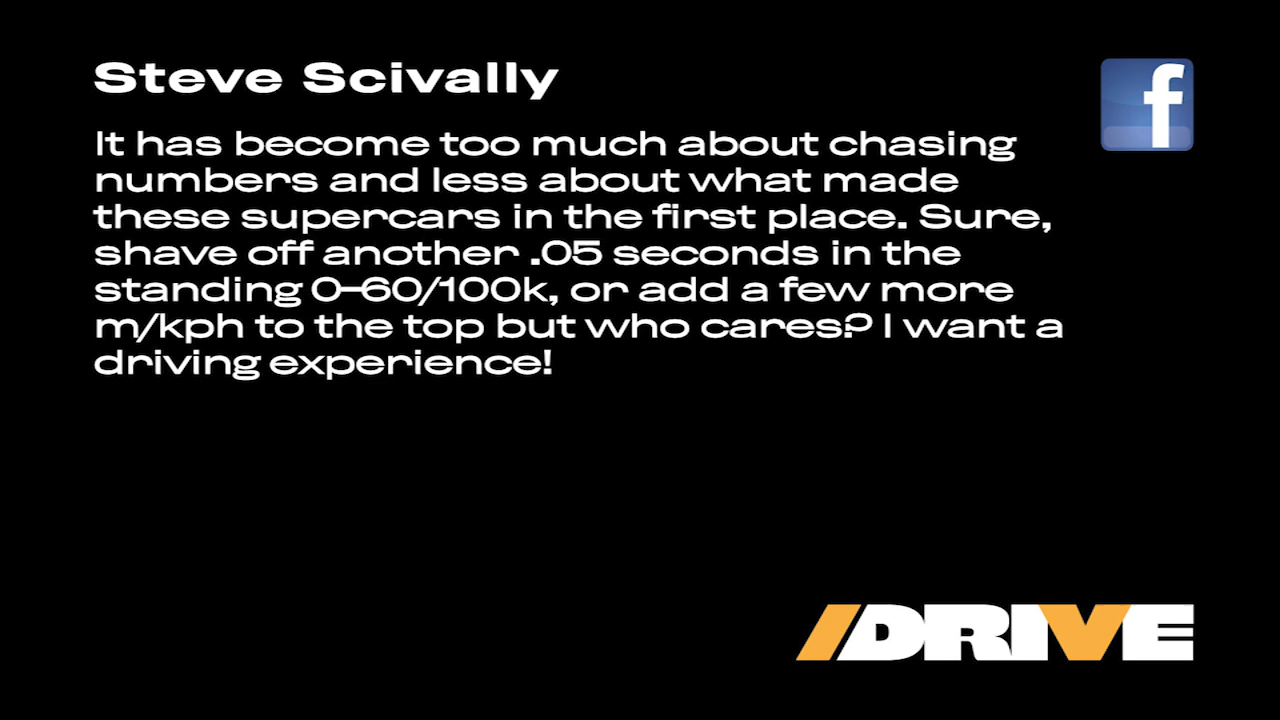 Steve Scivally
f
It has become too much about chasing
numbers and less about what made
these supercars in the first place. Sure,
shave off another .05 seconds in the
standing 0-60/100k, or add a few more
m/kph to the top but who cares? I want a
driving experience!
/DRIVE